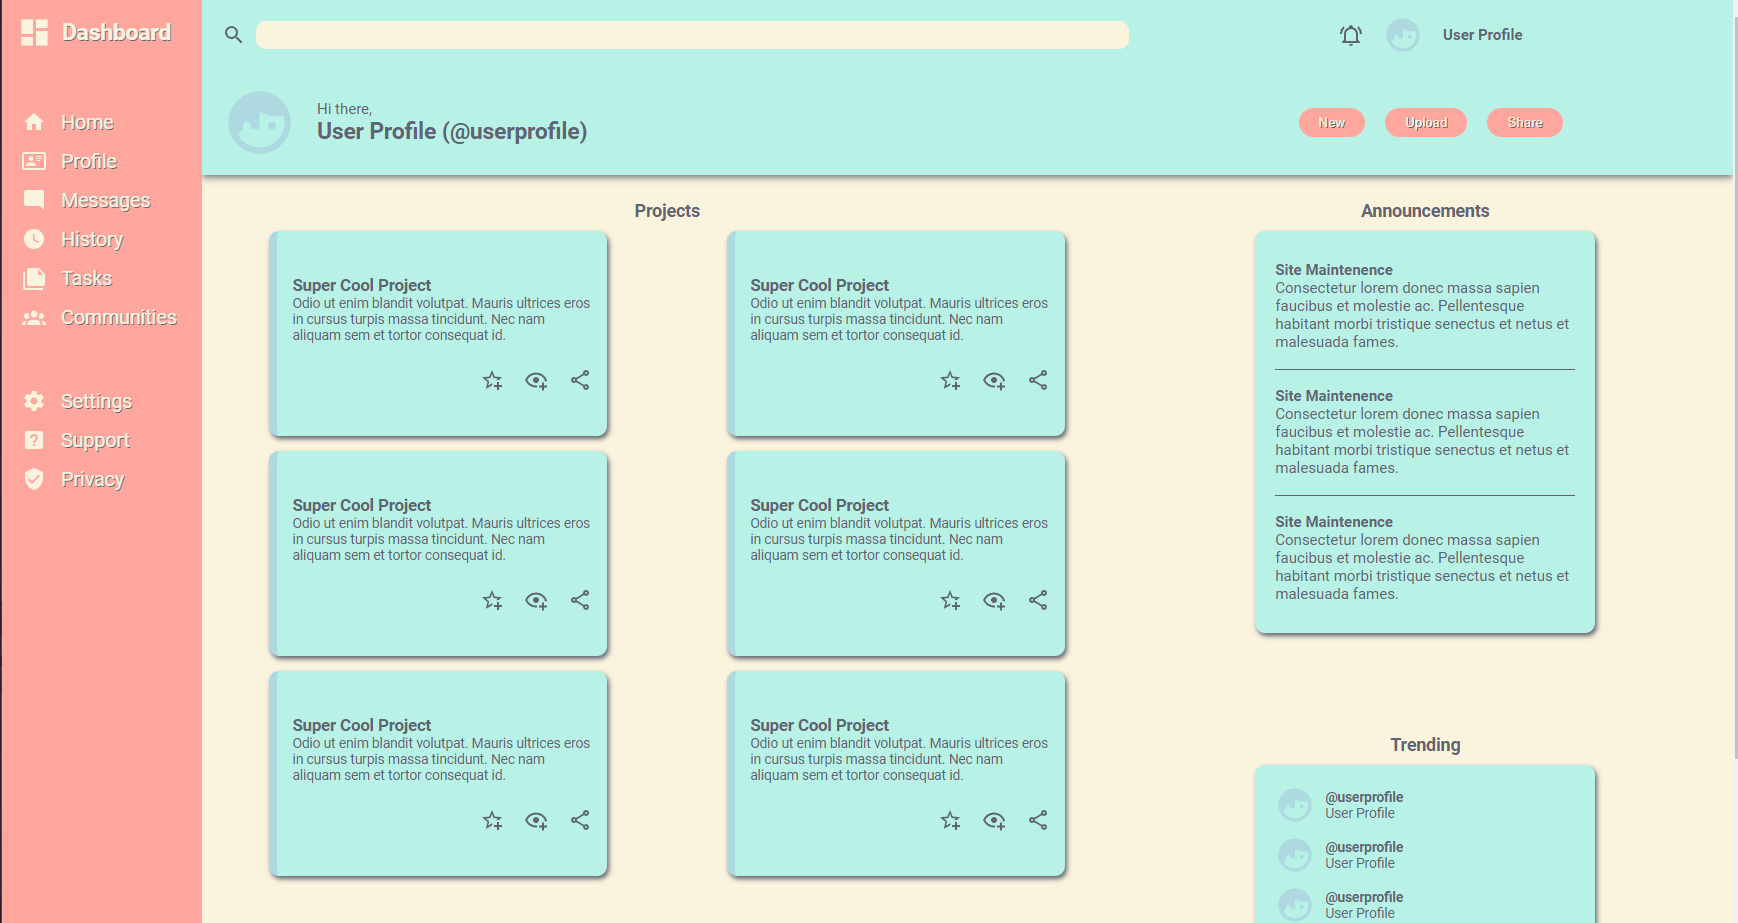 Dashboard
Home
Profile
Messages
History
Tasks
Communities
Settings
Support
Privacy
User Profile
Hi there,
User Profile (@userprofile)
New
Upload
Share
Projects
Super Cool Project
Odio ut enim blandit volutpat. Mauris ultrices eros
in cursus turpis massa tincidunt. Nec nam
aliquam sem et tortor consequat id.
Super Cool Project
Odio ut enim blandit volutpat. Mauris ultrices eros
in cursus turpis massa tincidunt. Nec nam
aliquam sem et tortor consequat id.
Super Cool Project
Odio ut enim blandit volutpat. Mauris ultrices eros
in cursus turpis massa tincidunt. Nec nam
aliquam sem et tortor consequat id.
Super Cool Project
Odio ut enim blandit volutpat. Mauris ultrices eros
in cursus turpis massa tincidunt. Nec nam
aliquam sem et tortor consequat id.
Super Cool Project
Odio ut enim blandit volutpat. Mauris ultrices eros
in cursus turpis massa tincidunt. Nec nam
aliquam sem et tortor consequat id.
Super Cool Project
Odio ut enim blandit volutpat. Mauris ultrices eros
in cursus turpis massa tincidunt. Nec nam
aliquam sem et tortor consequat id.
Announcements
Site Maintenence
Consectetur lorem donec massa sapien
faucibus et molestie ac. Pellentesque
habitant morbi tristique senectus et netus et
malesuada fames.
Site Maintenence
Consectetur lorem donec massa sapien
faucibus et molestie ac. Pellentesque
habitant morbi tristique senectus et netus et
malesuada fames.
Site Maintenence
Consectetur lorem donec massa sapien
faucibus et molestie ac. Pellentesque
habitant morbi tristique senectus et netus et
malesuada fames.
Trending
@userprofile
User Profile
@userprofile
User Profile
@userprofile
User Profile